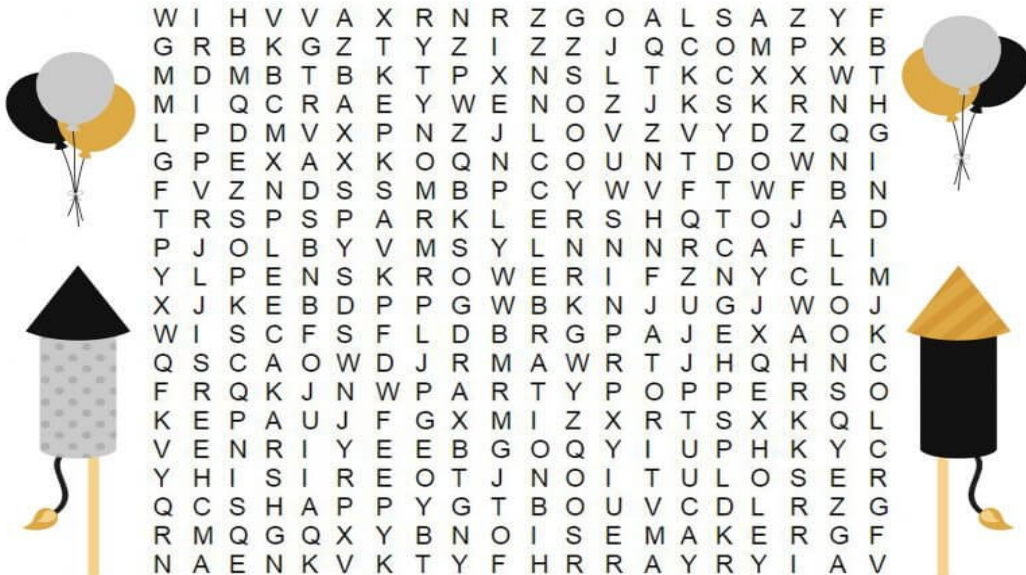 W I H V V A X R N R Z G O A L S A Z Y F
G R B K G Z T Y Z I Z Z J Q C O M P X B
M D M B T B K T P X N S L T K C X X W T
M I Q C R A E Y W E N O Z J K S K R N H
L P D M V X P N Z J L O V Z V Y D Z Q G
G P E X A X K O Q N C O U N T D O W N I
F V Z N D S S M B P C Y W V F T W F B N
T R S P S P A R K L E R S H Q T O J A D
P J O L B Y V M S Y L N N N R C A F L I
Y L P E N S K R O W E R I F Z N Y C L M
X J K E B D P P G W B K N J U G J W O J
W I S C F S F L D B R G P A J E X A O K
Q S C A O W D J R M A W R T J H Q H N C
F R Q K J N W P A R T Y P O P P E R S O
K E P A U J F G X M I Z X R T S X K Q L
V E N R I Y E E B G O Q Y I U P H K Y C
Y H I S I R E O T J N O I T U L O S E R
Q C S H A P P Y G T B O U V C D L R Z G
R M Q G Q X Y B N O I S E M A K E R G F
N A E N K V K T Y F H R R A Y R Y I A V